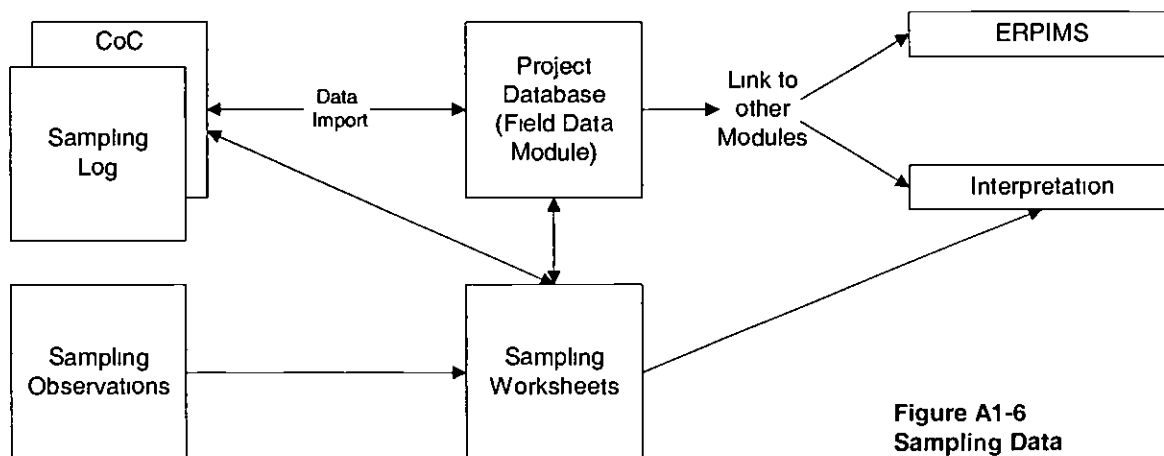 CoC
Sampling
Log
Data
Import
Project
Database
(Field Data
Module)
Link to
other
Modules
ERPIMS
Interpretation
Sampling
Observations
Sampling
Worksheets
Figure A1-6
Sampling Data